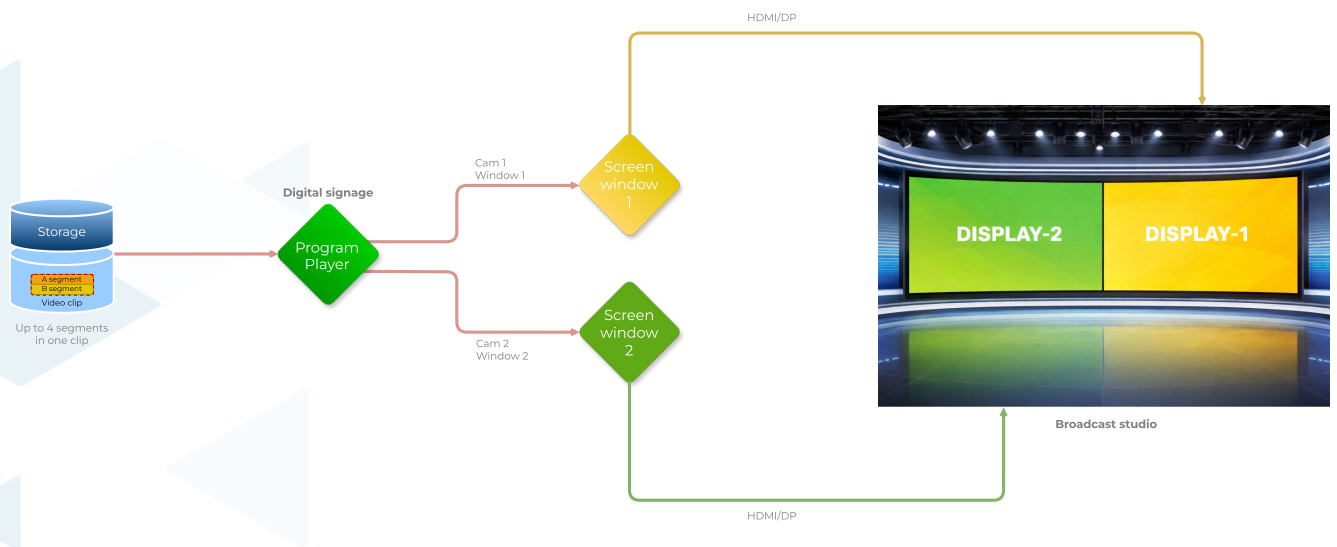 HDMI/DP
Cam 1
Window 1
Screen
window
1
Digital signage
Storage
A segment
B segment
Video clip
Up to 4 segments
in one clip
Program
Player
DISPLAY-2
DISPLAY-1
Screen
window
2
Cam 2
Window 2
Broadcast studio
HDMI/DP